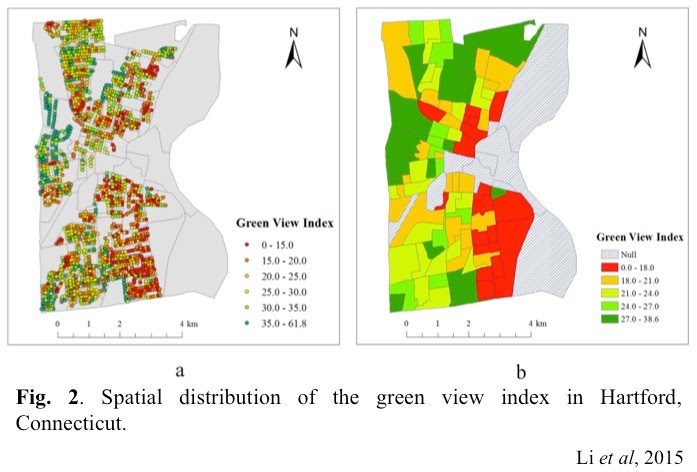 N
N
Green View Index
0 - 15.0
15.0 - 20.0
20.0 - 25.0
25.0 - 30.0
30.0 - 35.0
35.0 - 61.8
0 1 2 4 km
Green View Index
Null
0.0 - 18.0
18.0 - 21.0
21.0 - 24.0
24.0 - 27.0
27.0 - 38.6
0 1 2 4 km
a
b
Fig. 2. Spatial distribution of the green view index in Hartford,
Connecticut.
Li et al, 2015